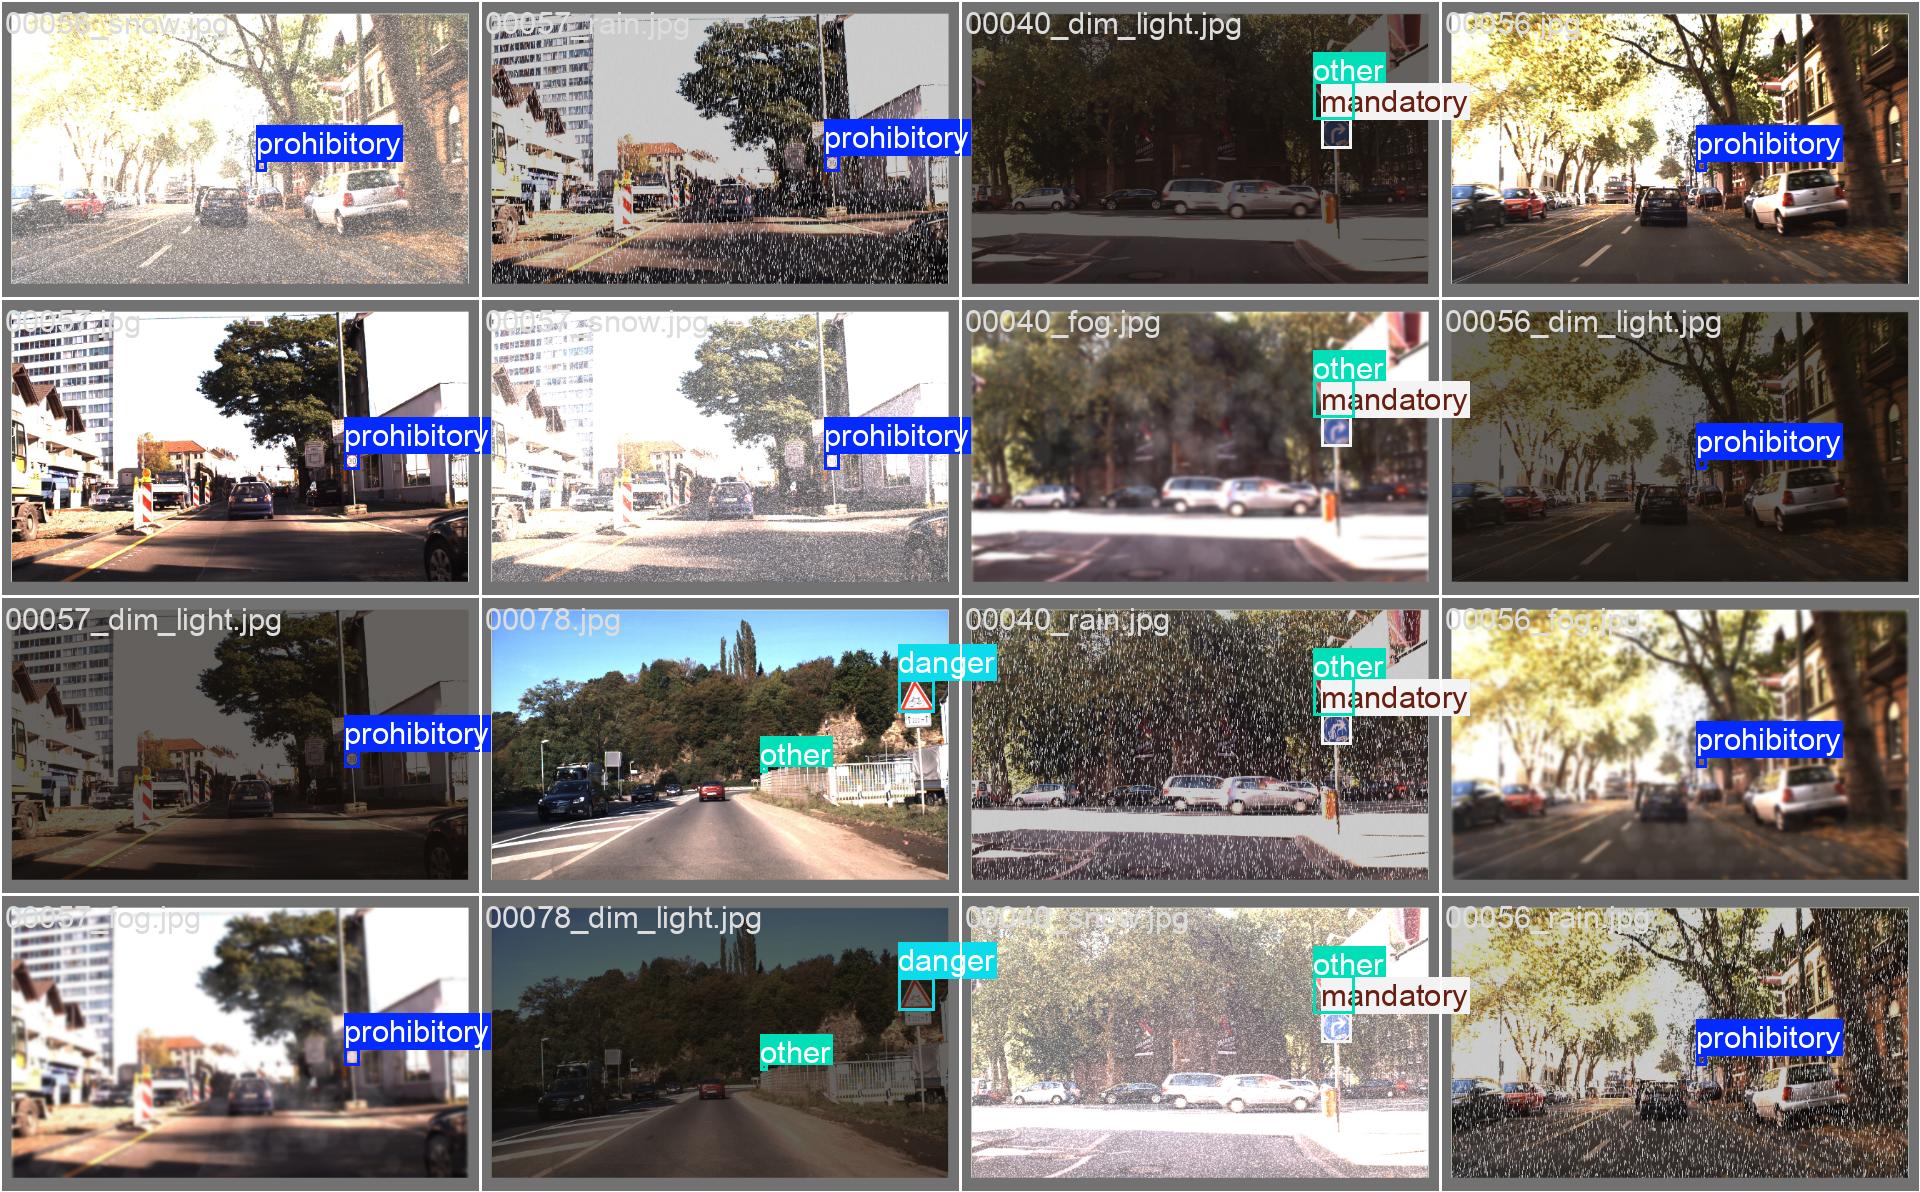 00056_snow.jpg
prohibitory
00057_rain.jpg
prohibitory
00040_dim_light.jpg
other
mandatory
00056.jpg
prohibitory
00057.jpg
prohibitory
00057_snow.jpg
prohibitory
00040_fog.jpg
other
mandatory
00056_dim_light.jpg
prohibitory
00057_dim_light.jpg
prohibitory
00078.jpg
danger
other
00040_rain.jpg
other
mandatory
00056_fog.jpg
prohibitory
00057_fog.jpg
prohibitory
00078_dim_light.jpg
danger
other
00040_snow.jpg
other
mandatory
00056_rain.jpg
prohibitory